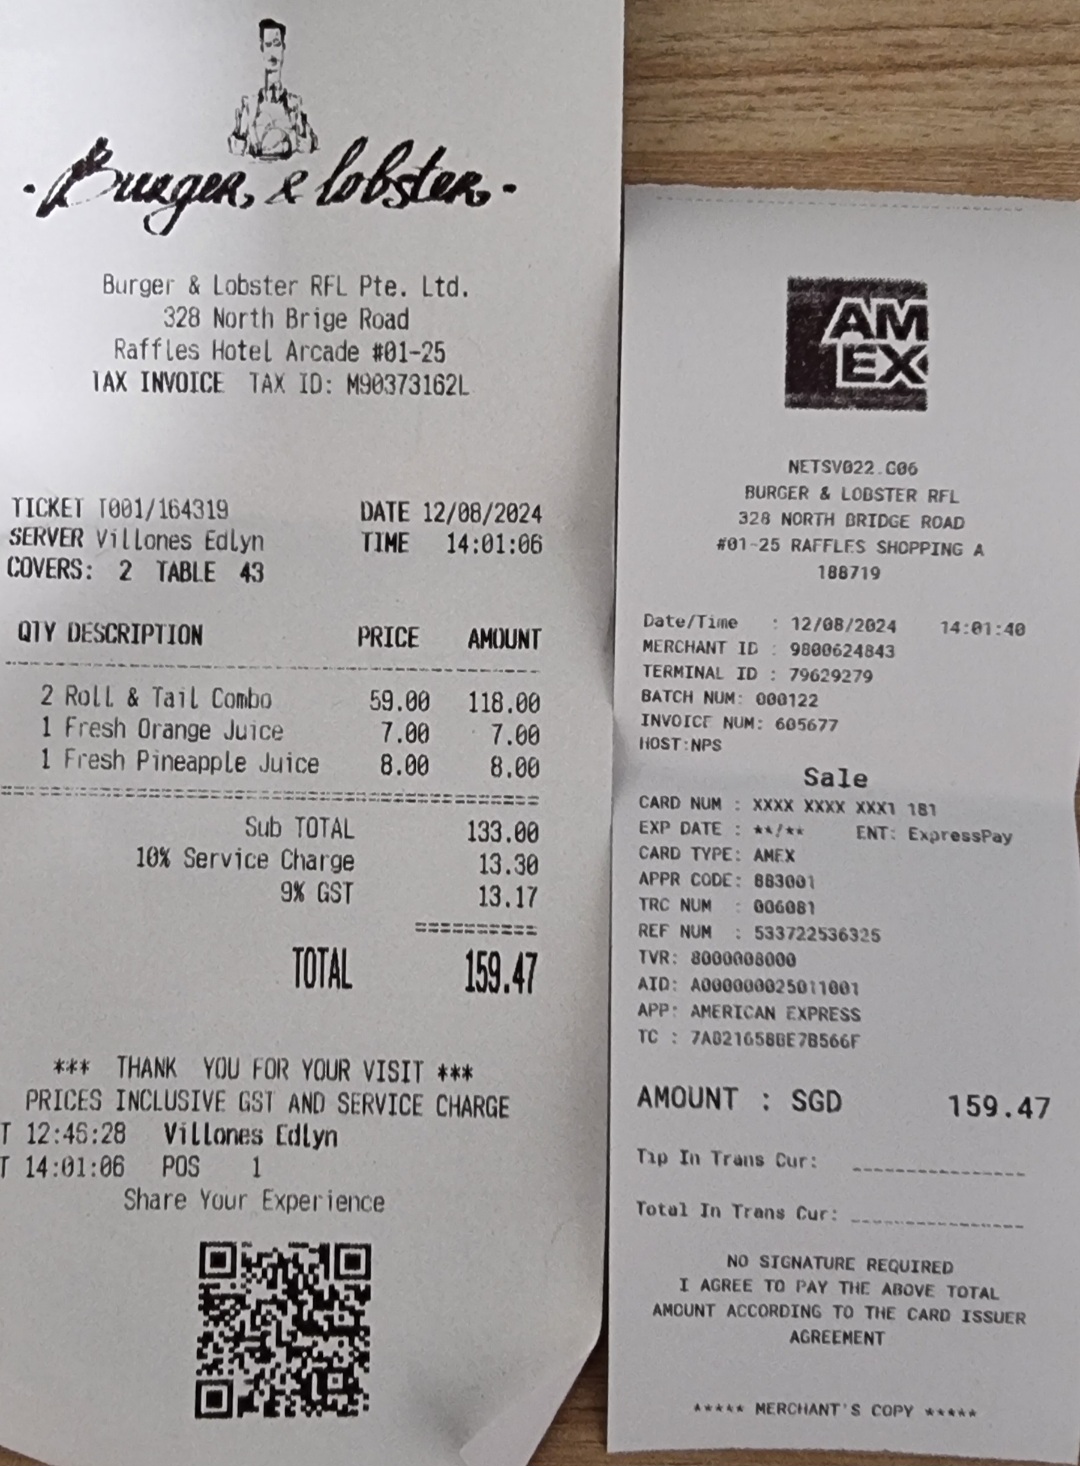 ·Burger & lobster·
Burger & Lobster RFL Pte. Ltd.
328 North Brige Road
Raffles Hotel Arcade #01-25
TAX INVOICE TAX ID: M90373162L
TICKET T001/164319 DATE 12/08/2024
SERVER Villones Edlyn TIME 14:01:06
COVERS: 2 TABLE 43
QTY DESCRIPTION PRICE AMOUNT
2 Roll & Tail Combo 59.00 118.00
1 Fresh Orange Juice 7.00 7.00
1 Fresh Pineapple Juice 8.00 8.00
Sub TOTAL 133.00
10% Service Charge 13.30
9% GST 13.17
TOTAL 159.47
*** THANK YOU FOR YOUR VISIT ***
PRICES INCLUSIVE GST AND SERVICE CHARGE
T 12:46:28 Villones Edlyn
T 14:01:06 POS 1
Share Your Experience
AM
EX
NETSV022.G06
BURGER & LOBSTER RFL
328 NORTH BRIDGE ROAD
#01-25 RAFFLES SHOPPING A
188719
Date/Time : 12/08/2024 14:01:40
MERCHANT ID : 9800624843
TERMINAL ID : 79629279
BATCH NUM: 000122
INVOICE NUM: 605677
HOST:NPS
Sale
CARD NUM : XXXX XXXX XXX1 181
EXP DATE : **/** ENT: ExpressPay
CARD TYPE: AMEX
APPR CODE: 883001
TRC NUM : 006081
REF NUM : 533722536325
TVR: 8000008000
AID: A000000025011001
APP: AMERICAN EXPRESS
TC : 7A021658BE7B566F
AMOUNT : SGD 159.47
Tip In Trans Cur: ______________
Total In Trans Cur: ______________
NO SIGNATURE REQUIRED
I AGREE TO PAY THE ABOVE TOTAL
AMOUNT ACCORDING TO THE CARD ISSUER
AGREEMENT
***** MERCHANT'S COPY *****